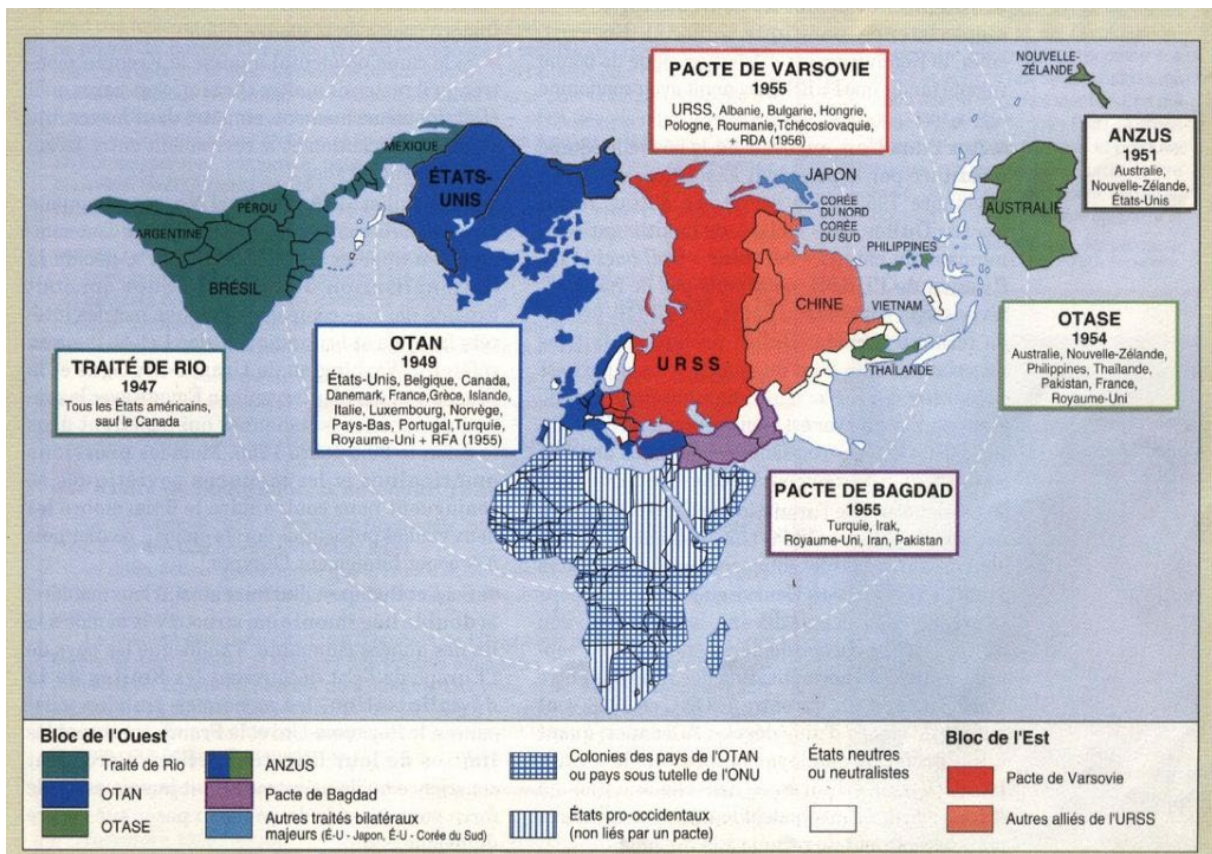 PACTE DE VARSOVIE
1955
URSS, Albanie, Bulgarie, Hongrie,
Pologne, Roumanie,Tchécoslovaquie,
+ RDA (1956)
NOUVELLE-
ZÉLANDE
ANZUS
1951
Australie,
Nouvelle-Zélande,
États-Unis
MEXIQUE
ÉTATS-
UNIS
JAPON
CORÉE
DU NORD
CORÉE
DU SUD
AUSTRALIE
PÉROU
ARGENTINE
BRÉSIL
PHILIPPINES
CHINE
VIETNAM
URSS
THAÏLANDE
TRAITÉ DE RIO
1947
Tous les États américains,
sauf le Canada
OTAN
1949
États-Unis, Belgique, Canada,
Danemark, France,Grèce, Islande,
Italie, Luxembourg, Norvège,
Pays-Bas, Portugal,Turquie,
Royaume-Uni + RFA (1955)
OTASE
1954
Australie, Nouvelle-Zélande,
Philippines, Thaïlande,
Pakistan, France,
Royaume-Uni
PACTE DE BAGDAD
1955
Turquie, Irak,
Royaume-Uni, Iran, Pakistan
Bloc de l'Ouest
Traité de Rio
OTAN
OTASE
ANZUS
Pacte de Bagdad
Autres traités bilatéraux
majeurs (É-U - Japon, É-U - Corée du Sud)
Colonies des pays de l'OTAN
ou pays sous tutelle de l'ONU
États pro-occidentaux
(non liés par un pacte)
États neutres
ou neutralistes
Bloc de l'Est
Pacte de Varsovie
Autres alliés de l'URSS